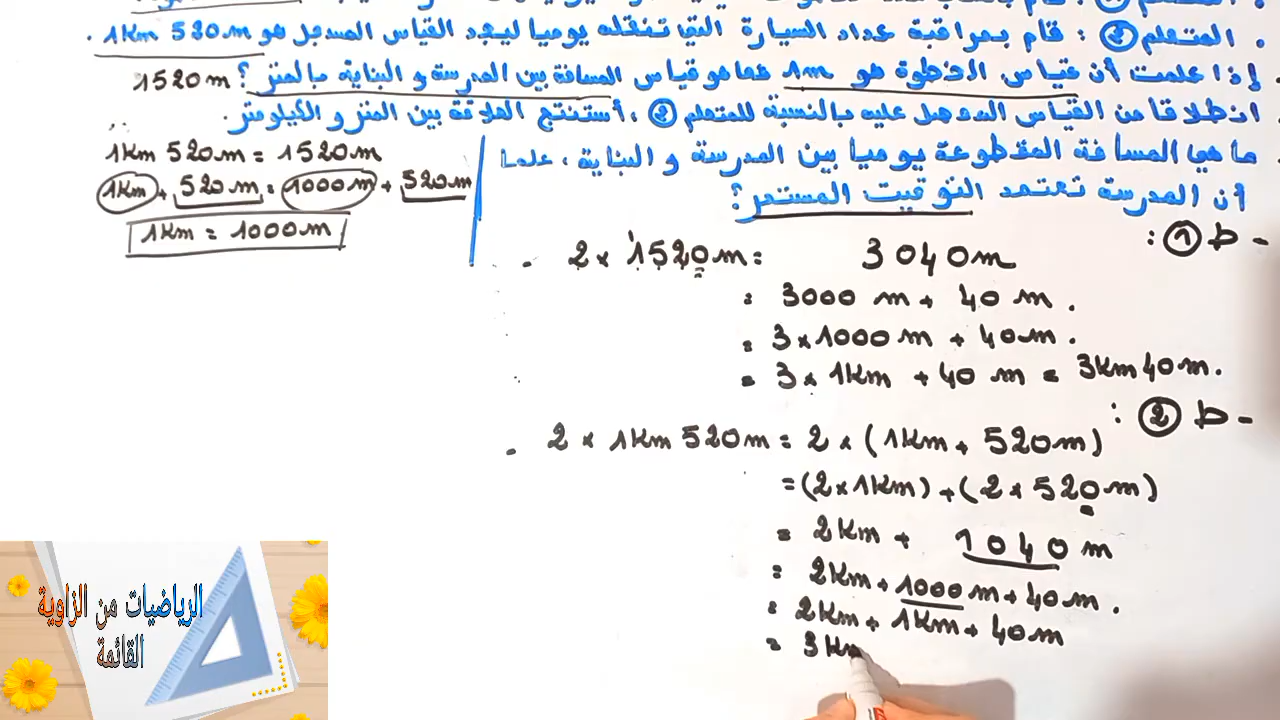 . المتعلم ③ : قام بمراقبة عداد السيارة التي تنقله يوميا ليجد القياس المسجل هو 1Km 520m .
. إذا علمت أن قياس الخطوة هو 1m فما هو قياس المسافة بين المدرسة و البناية بالمتر ؟ 1520m
. انطلاقا من القياس المحصل عليه بالنسبة للمتعلم ③ ، أستنتج العلاقة بين المتر و الكيلومتر.
. ما هي المسافة المقطوعة يوميا بين المدرسة و البناية ، علما
أن المدرسة تعتمد التوقيت المستمر ؟
1Km 520m = 1520m
1Km + 520m = 1000m + 520m
1Km = 1000m
- ط ① :
. 2 × 1520m = 3040m
= 3000 m + 40 m .
= 3 × 1000m + 40m .
= 3 × 1Km + 40 m = 3Km 40m .
- ط ② :
. 2 × 1Km 520m = 2 × (1Km + 520m)
= (2 × 1Km) + (2 × 520m)
= 2Km + 1040m
= 2Km + 1000m + 40m .
= 2Km + 1Km + 40m
= 3Km
الرياضيات من الزاوية
القائمة